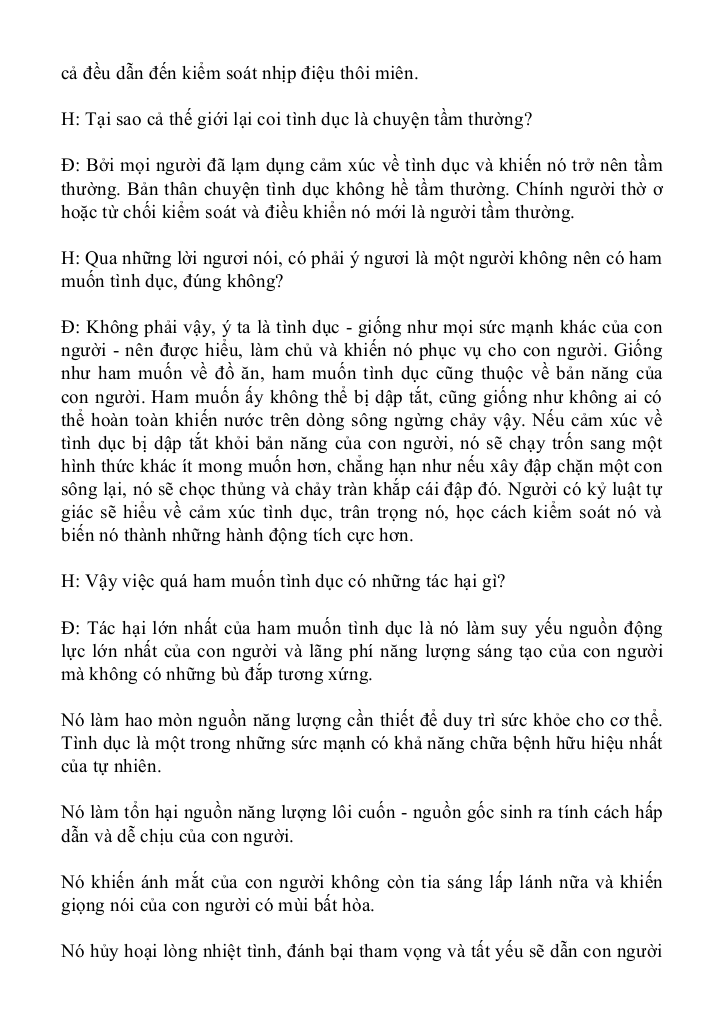 cả đều dẫn đến kiểm soát nhịp điệu thôi miên.
H: Tại sao cả thế giới lại coi tình dục là chuyện tầm thường?
Đ: Bởi mọi người đã lạm dụng cảm xúc về tình dục và khiến nó trở nên tầm
thường. Bản thân chuyện tình dục không hề tầm thường. Chính người thờ ơ
hoặc từ chối kiểm soát và điều khiển nó mới là người tầm thường.
H: Qua những lời ngươi nói, có phải ý ngươi là một người không nên có ham
muốn tình dục, đúng không?
Đ: Không phải vậy, ý ta là tình dục - giống như mọi sức mạnh khác của con
người - nên được hiểu, làm chủ và khiến nó phục vụ cho con người. Giống
như ham muốn về đồ ăn, ham muốn tình dục cũng thuộc về bản năng của
con người. Ham muốn ấy không thể bị dập tắt, cũng giống như không ai có
thể hoàn toàn khiến nước trên dòng sông ngừng chảy vậy. Nếu cảm xúc về
tình dục bị dập tắt khỏi bản năng của con người, nó sẽ chạy trốn sang một
hình thức khác ít mong muốn hơn, chẳng hạn như nếu xây đập chặn một con
sông lại, nó sẽ chọc thủng và chảy tràn khắp cái đập đó. Người có kỷ luật tự
giác sẽ hiểu về cảm xúc tình dục, trân trọng nó, học cách kiểm soát nó và
biến nó thành những hành động tích cực hơn.
H: Vậy việc quá ham muốn tình dục có những tác hại gì?
Đ: Tác hại lớn nhất của ham muốn tình dục là nó làm suy yếu nguồn động
lực lớn nhất của con người và lãng phí năng lượng sáng tạo của con người
mà không có những bù đắp tương xứng.
Nó làm hao mòn nguồn năng lượng cần thiết để duy trì sức khỏe cho cơ thể.
Tình dục là một trong những sức mạnh có khả năng chữa bệnh hữu hiệu nhất
của tự nhiên.
Nó làm tổn hại nguồn năng lượng lôi cuốn - nguồn gốc sinh ra tính cách hấp
dẫn và dễ chịu của con người.
Nó khiến ánh mắt của con người không còn tia sáng lấp lánh nữa và khiến
giọng nói của con người có mùi bất hòa.
Nó hủy hoại lòng nhiệt tình, đánh bại tham vọng và tất yếu sẽ dẫn con người